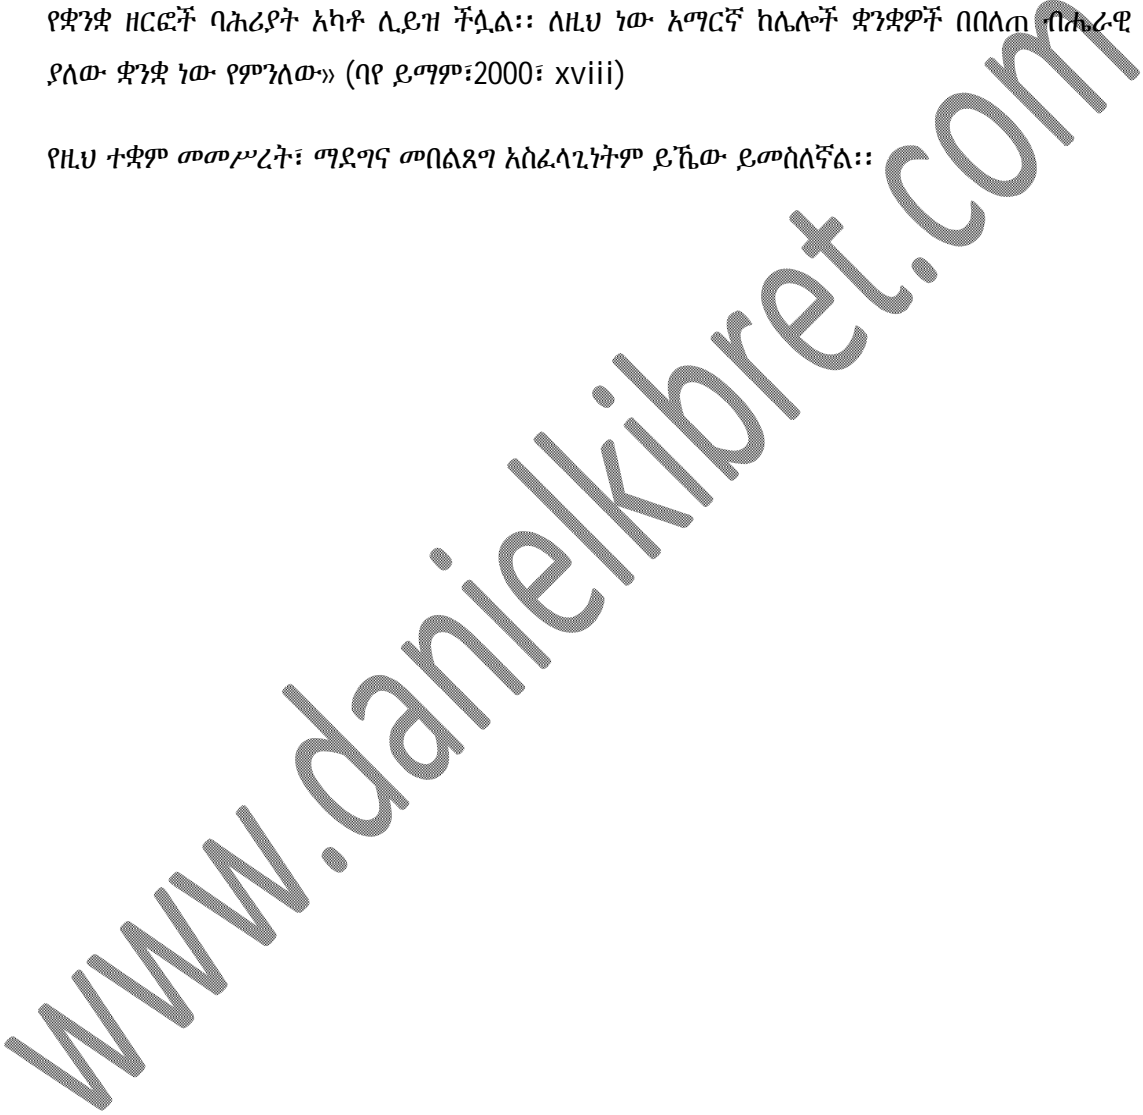 የቋንቋ ዘርፎች ባሕሪያት አካቶ ሊይዝ ችሏል፡፡ ለዚህ ነው አማርኛ ከሌሎች ቋንቋዎች በበለጠ ብሔራዊ
ያለው ቋንቋ ነው የምንለው» (ባየ ይማም፣2000፣ xviii)
የዚህ ተቋም መመሥረት፣ ማደግና መበልጸግ አስፈላጊነትም ይኼው ይመስለኛል፡፡
www.danielkibret.com